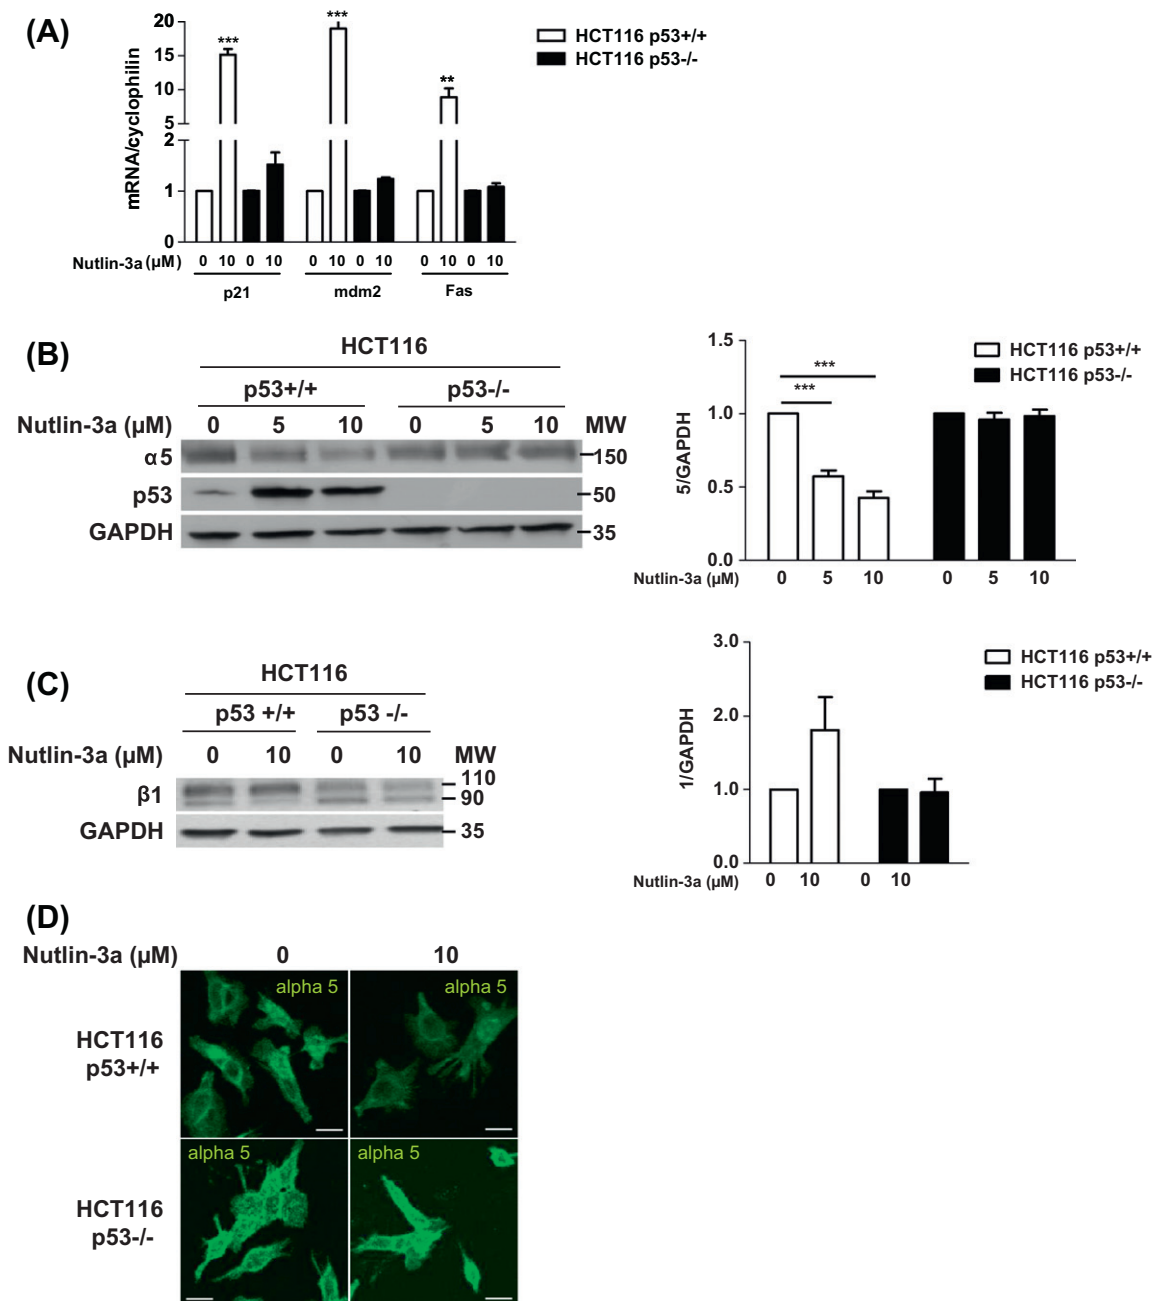 (A)
20
15
10
5
2
1
0
mRNA/cyclophilin
*** *** **
HCT116 p53+/+
HCT116 p53-/-
Nutlin-3a (µM) 0 10 0 10 0 10 0 10 0 10 0 10
p21 mdm2 Fas
(B)
HCT116
p53+/+ p53-/-
Nutlin-3a (µM) 0 5 10 0 5 10 MW
α5 150
p53 50
GAPDH 35
1.5
1.0
0.5
0.0
5/GAPDH
***
***
HCT116 p53+/+
HCT116 p53-/-
Nutlin-3a (µM) 0 5 10 0 5 10
(C)
HCT116
p53 +/+ p53 -/-
Nutlin-3a (µM) 0 10 0 10 MW
110
β1 90
GAPDH 35
3.0
2.0
1.0
0.0
1/GAPDH
HCT116 p53+/+
HCT116 p53-/-
Nutlin-3a (µM) 0 10 0 10
(D)
Nutlin-3a (µM) 0 10
alpha 5 alpha 5
HCT116
p53+/+
alpha 5 alpha 5
HCT116
p53-/-